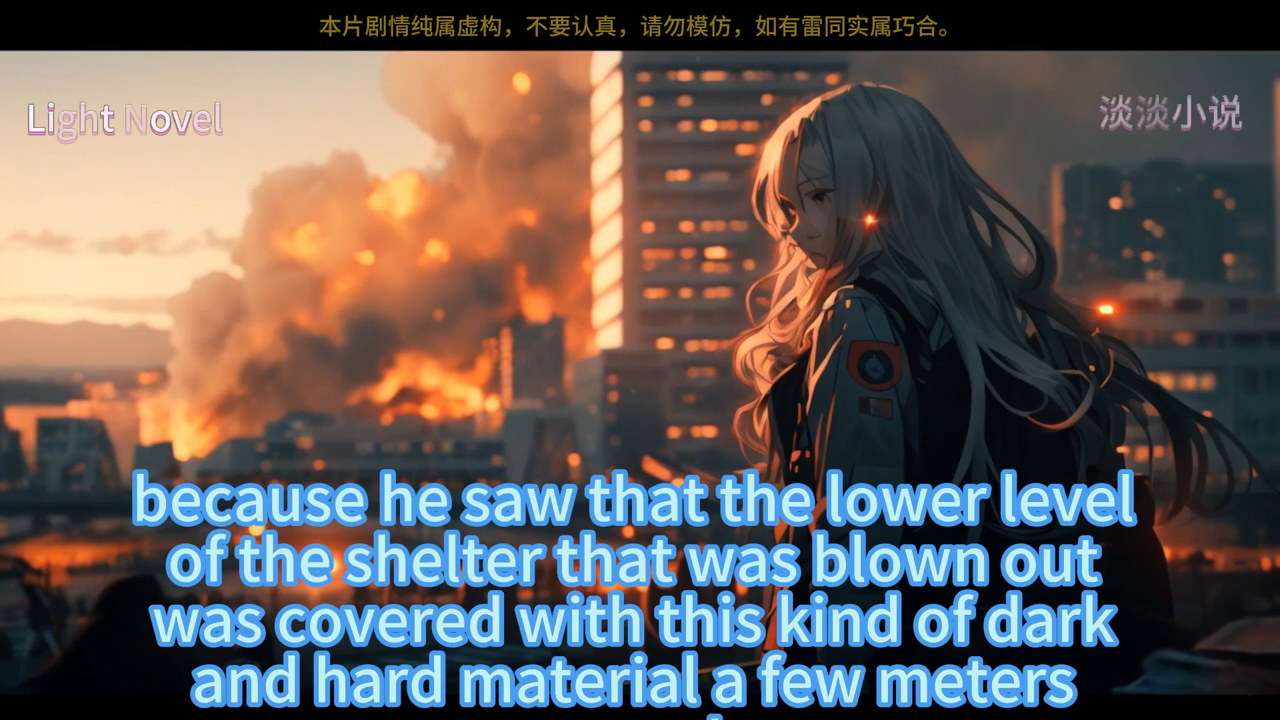 本片剧情纯属虚构，不要认真，请勿模仿，如有雷同实属巧合。
Light Novel
淡淡小说
because he saw that the lower level
of the shelter that was blown out
was covered with this kind of dark
and hard material a few meters